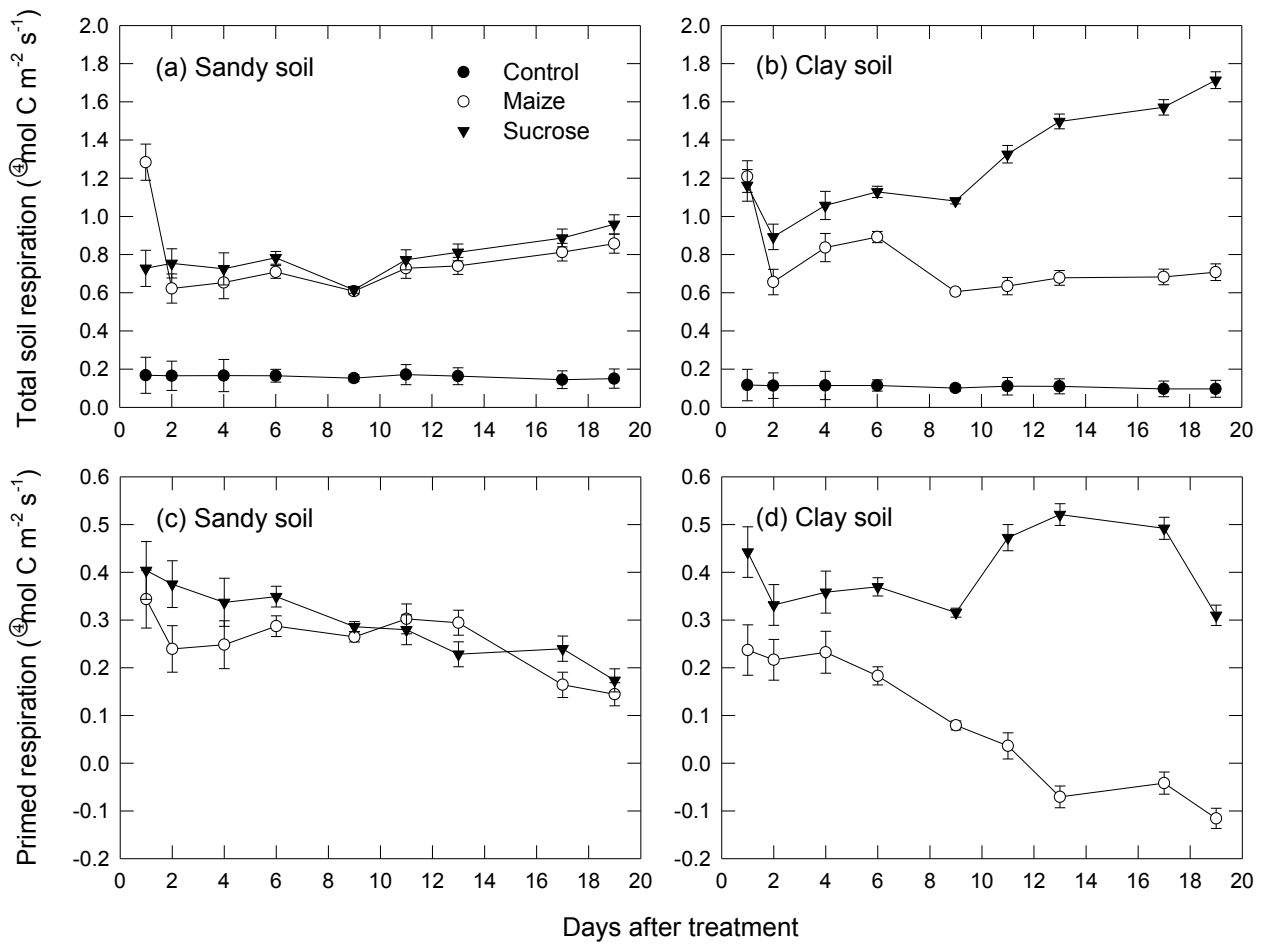 Total soil respiration (④mol C m-2 s-1)
2.0
1.8
1.6
1.4
1.2
1.0
0.8
0.6
0.4
0.2
0.0
(a) Sandy soil
Control
Maize
Sucrose
0 2 4 6 8 10 12 14 16 18 20
2.0
1.8
1.6
1.4
1.2
1.0
0.8
0.6
0.4
0.2
0.0
(b) Clay soil
0 2 4 6 8 10 12 14 16 18 20
Primed respiration (④mol C m-2 s-1)
0.6
0.5
0.4
0.3
0.2
0.1
0.0
-0.1
-0.2
(c) Sandy soil
0 2 4 6 8 10 12 14 16 18 20
0.6
0.5
0.4
0.3
0.2
0.1
0.0
-0.1
-0.2
(d) Clay soil
0 2 4 6 8 10 12 14 16 18 20
Days after treatment